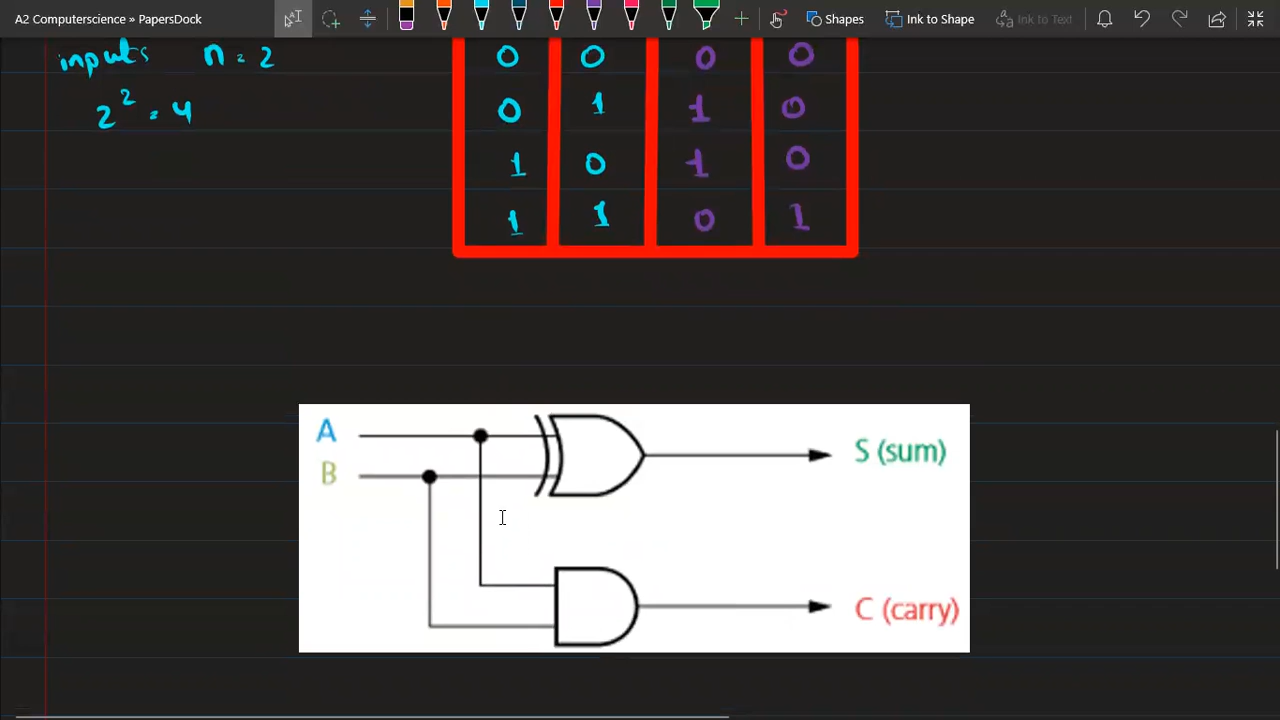 A2 Computerscience » PapersDock
Shapes
Ink to Shape
Ink to Text
inputs n = 2
2² = 4
0 0 0 0
0 1 1 0
1 0 1 0
1 1 0 1
A
B
S (sum)
C (carry)